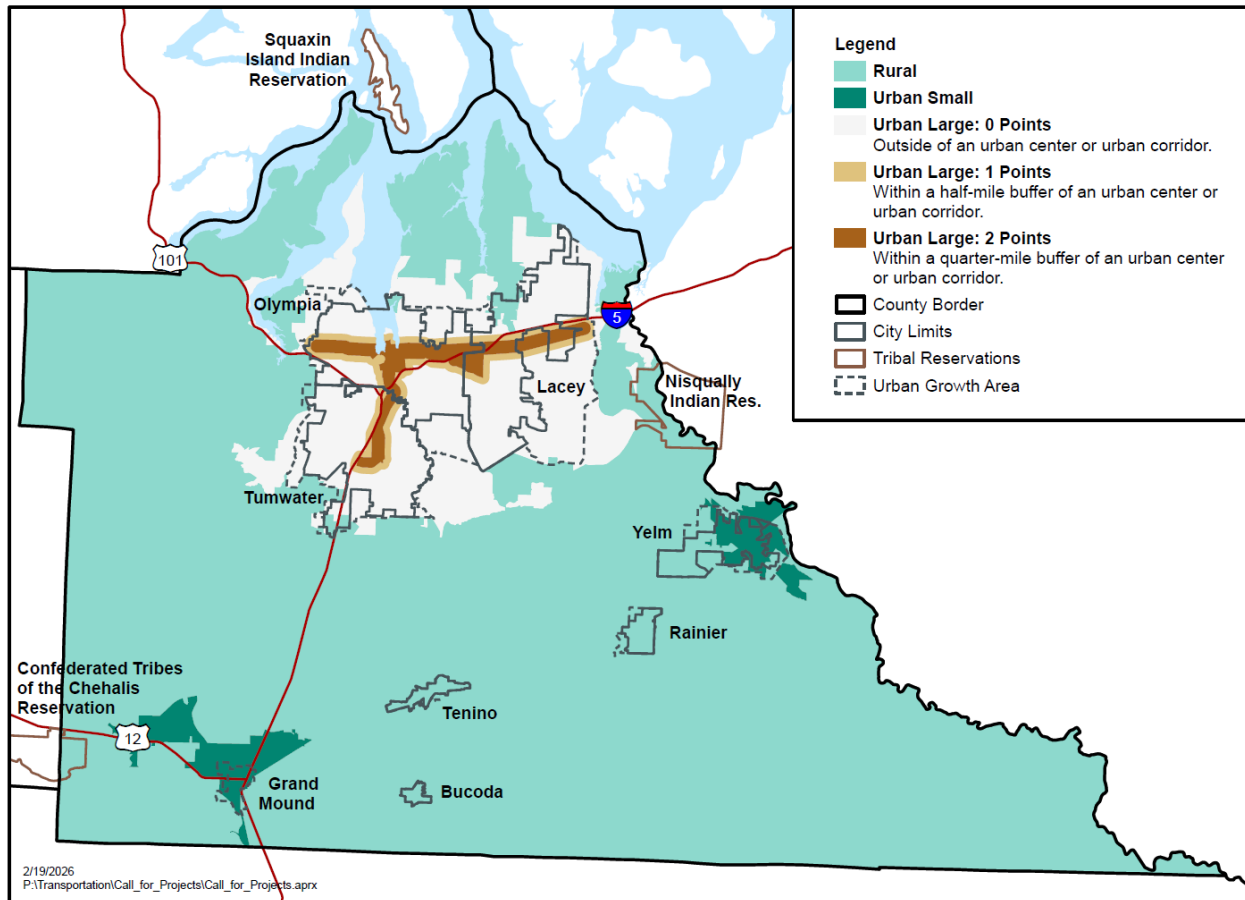 Squaxin
Island Indian
Reservation
101
Olympia
5
Lacey
Nisqually
Indian Res.
Tumwater
Yelm
Rainier
Confederated Tribes
of the Chehalis
Reservation
12
Tenino
Grand
Mound
Bucoda
Legend
Rural
Urban Small
Urban Large: 0 Points
Outside of an urban center or urban corridor.
Urban Large: 1 Points
Within a half-mile buffer of an urban center or
urban corridor.
Urban Large: 2 Points
Within a quarter-mile buffer of an urban center
or urban corridor.
County Border
City Limits
Tribal Reservations
Urban Growth Area
2/19/2026
P:\Transportation\Call_for_Projects\Call_for_Projects.aprx